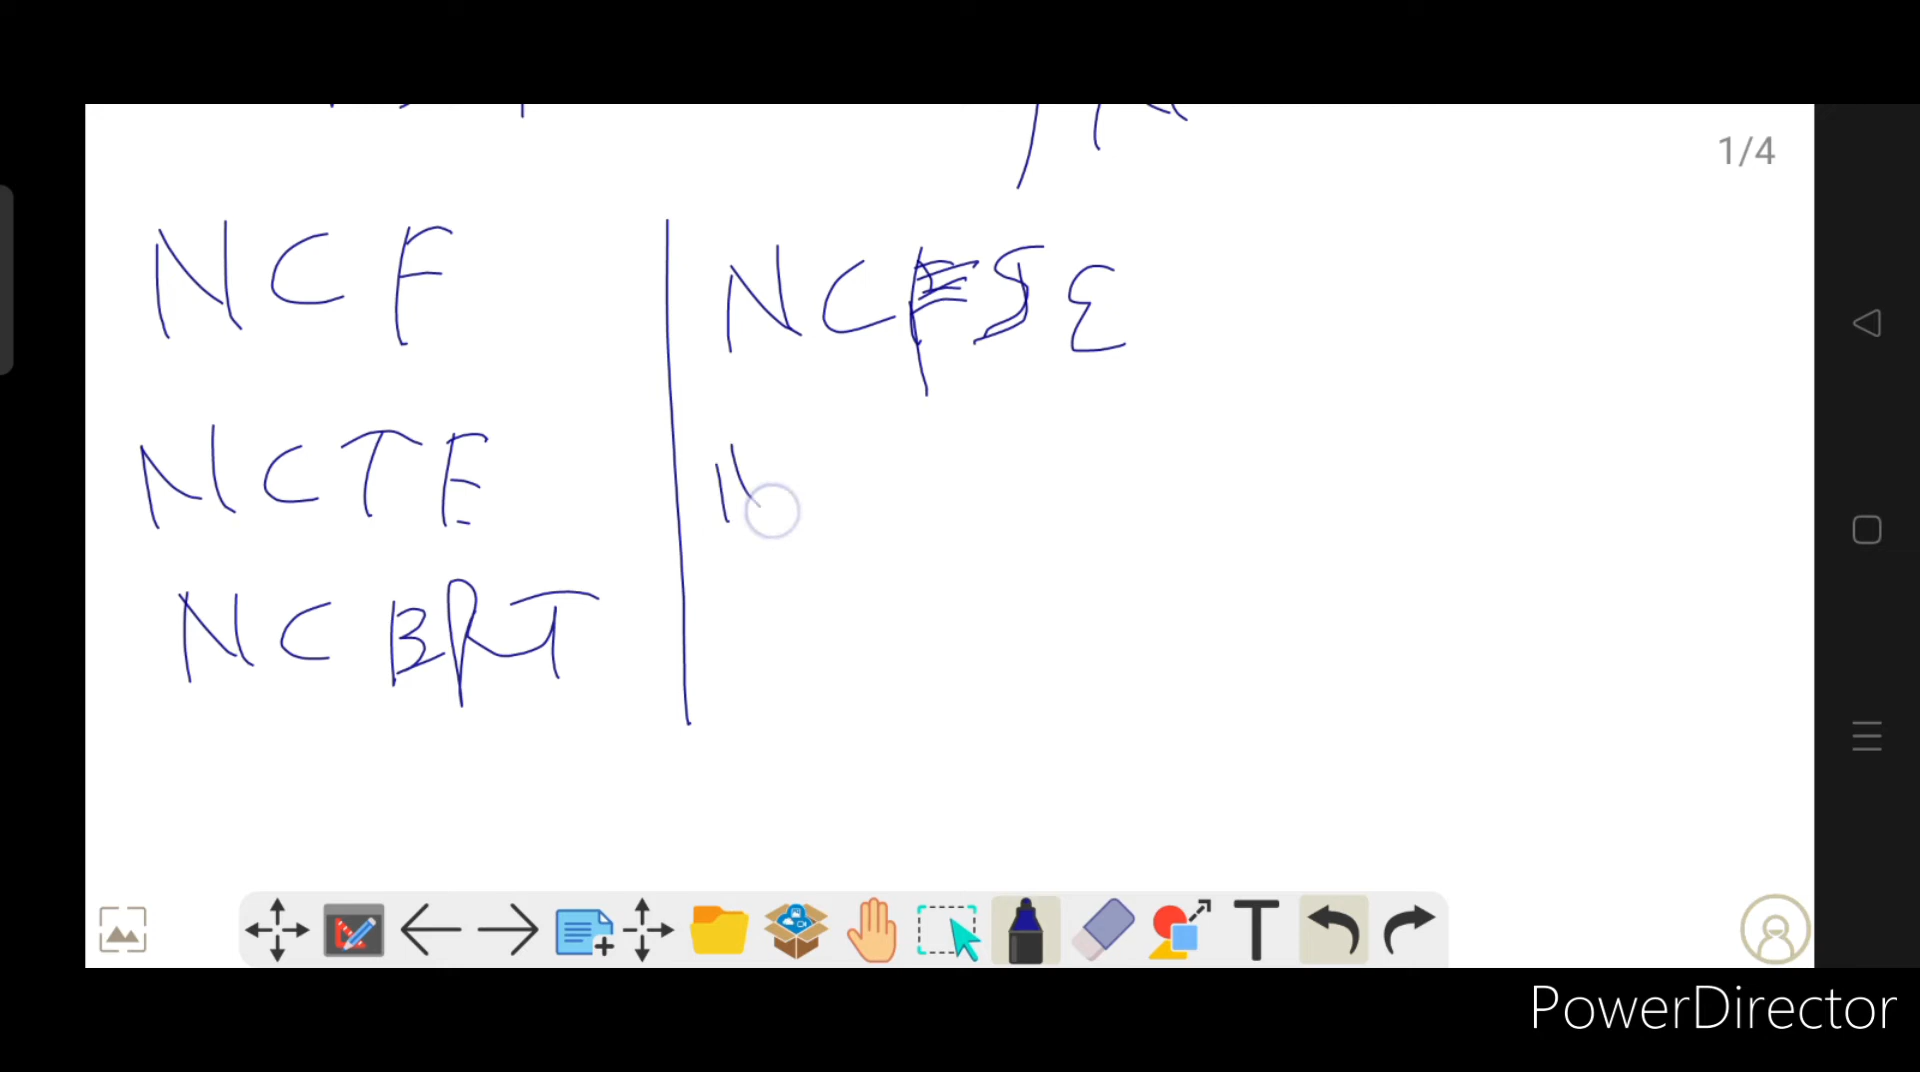 1/4
NCF
NCFSE
NCTE
N
NCERT
PowerDirector